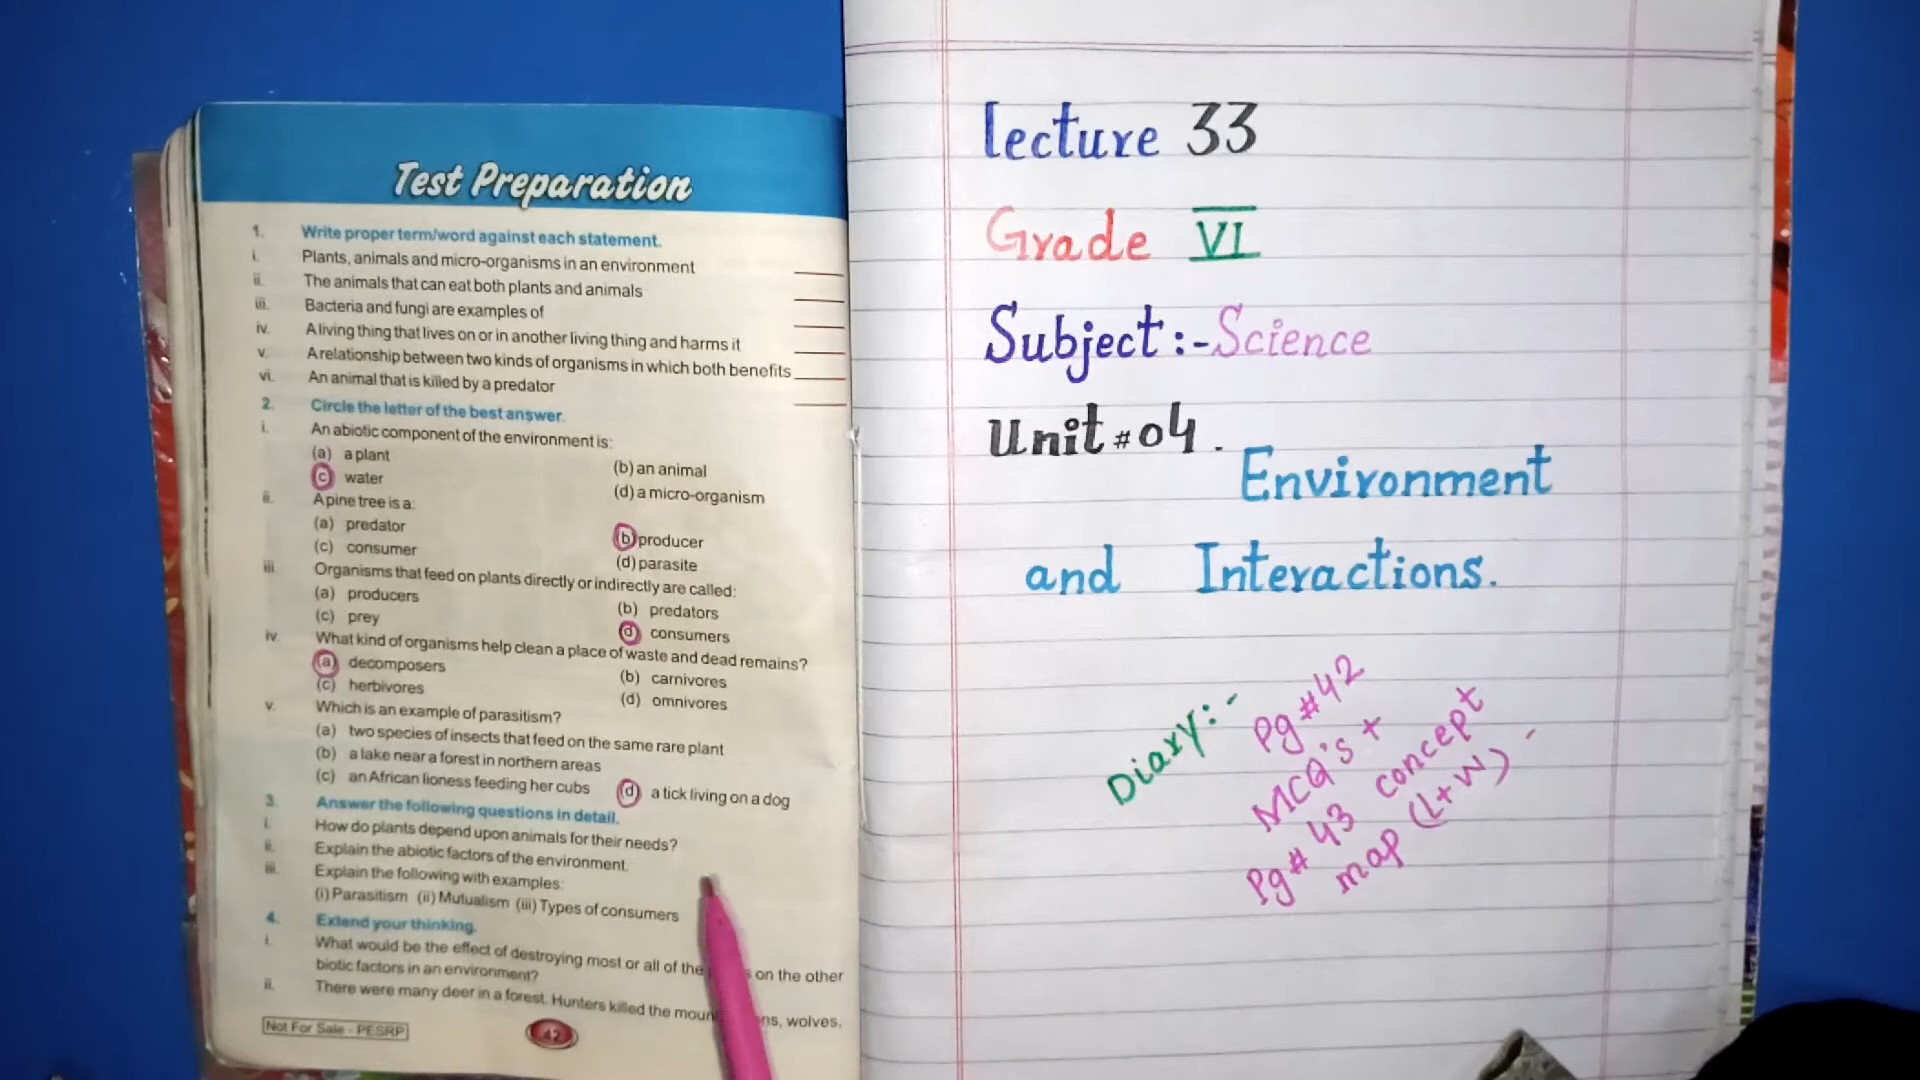 Test Preparation
1. Write proper term/word against each statement.
i. Plants, animals and micro-organisms in an environment
ii. The animals that can eat both plants and animals
iii. Bacteria and fungi are examples of
iv. A living thing that lives on or in another living thing and harms it
v. A relationship between two kinds of organisms in which both benefits
vi. An animal that is killed by a predator
2. Circle the letter of the best answer.
i. An abiotic component of the environment is:
(a) a plant (b) an animal
(c) water (d) a micro-organism
ii. A pine tree is a:
(a) predator (b) producer
(c) consumer (d) parasite
iii. Organisms that feed on plants directly or indirectly are called:
(a) producers (b) predators
(c) prey (d) consumers
iv. What kind of organisms help clean a place of waste and dead remains?
(a) decomposers (b) carnivores
(c) herbivores (d) omnivores
v. Which is an example of parasitism?
(a) two species of insects that feed on the same rare plant
(b) a lake near a forest in northern areas
(c) an African lioness feeding her cubs (d) a tick living on a dog
3. Answer the following questions in detail.
i. How do plants depend upon animals for their needs?
ii. Explain the abiotic factors of the environment.
iii. Explain the following with examples:
(i) Parasitism (ii) Mutualism (iii) Types of consumers
4. Extend your thinking.
i. What would be the effect of destroying most or all of the on the other
biotic factors in an environment?
ii. There were many deer in a forest. Hunters killed the wolves.
Not For Sale - PESRP
42
lecture 33
Grade VI
Subject:-Science
Unit #04.
Environment
and Interactions.
Diary:-
Pg#42
MCQ's +
Pg# 43 concept
map (L+W) -